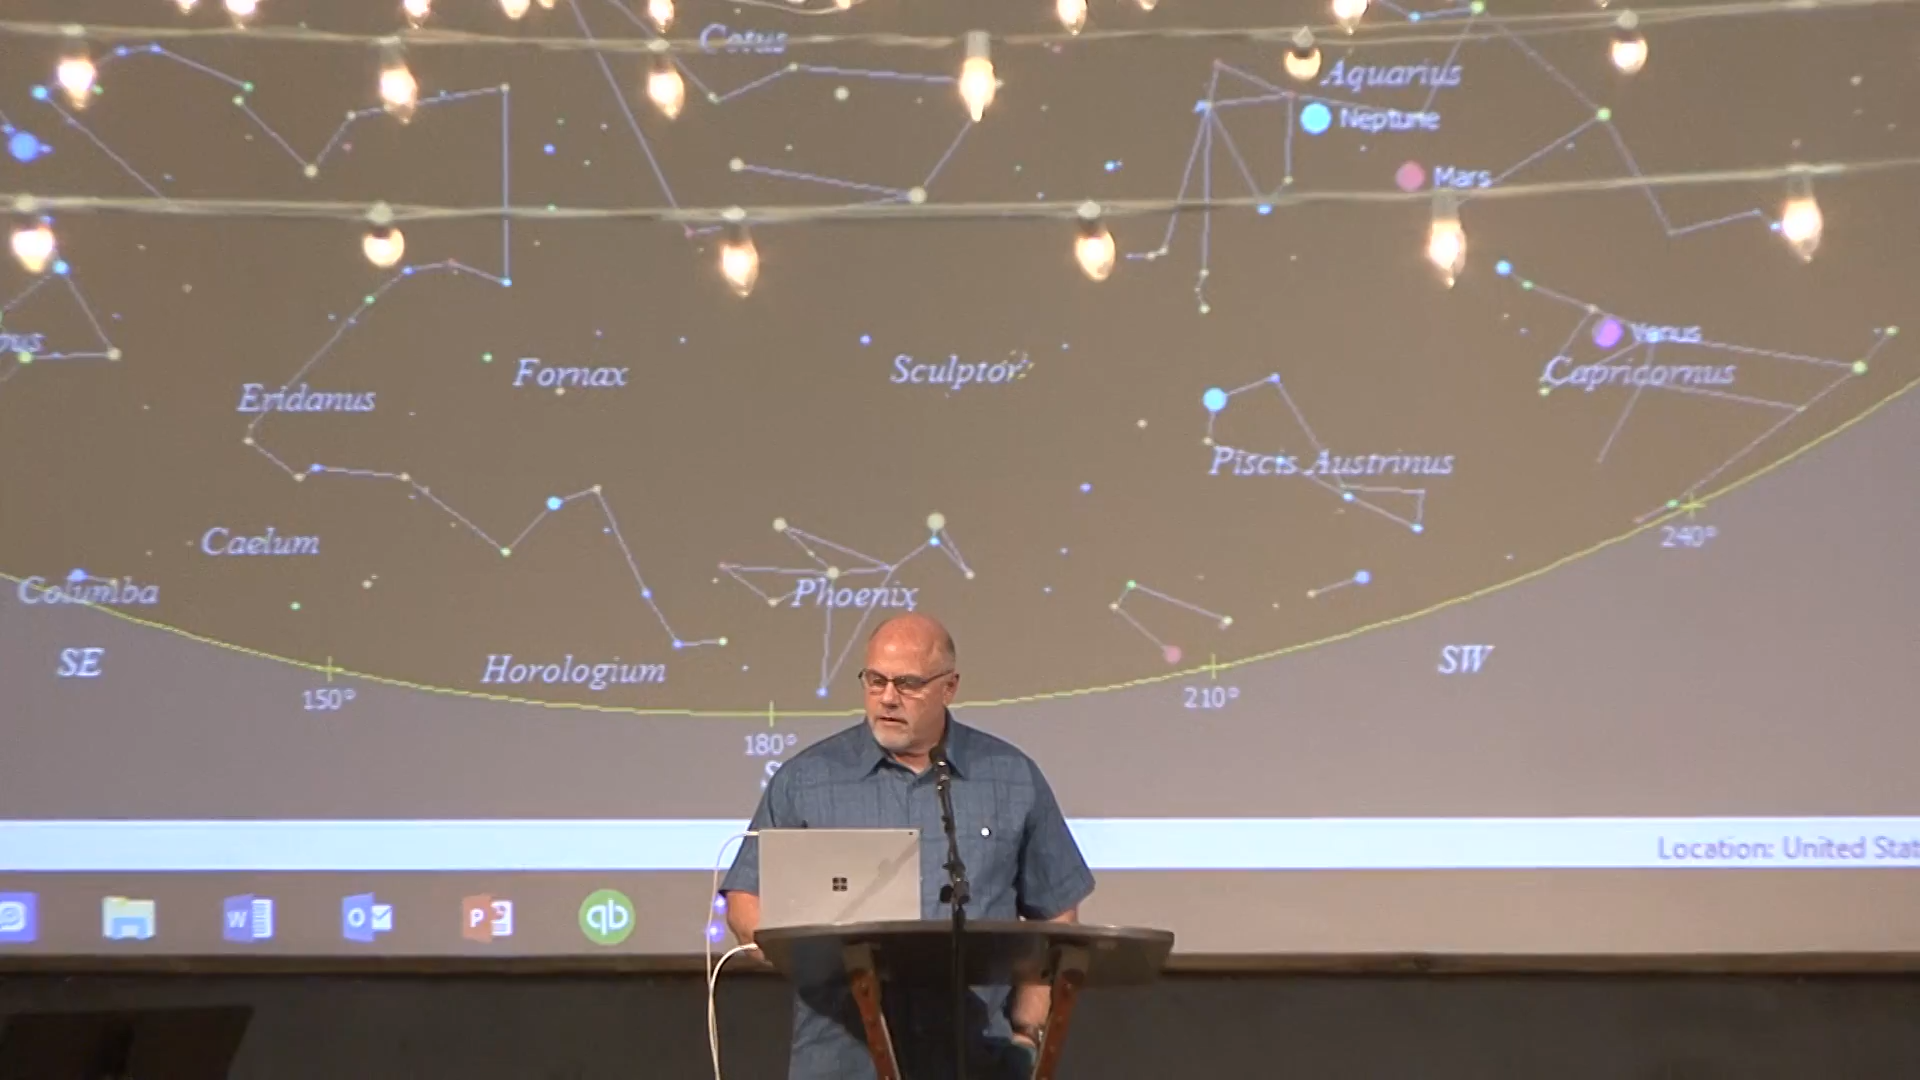 Cetus
Aquarius
Neptune
Mars
Venus
Capricornus
Fornax
Sculptor
Eridanus
Piscis Austrinus
Caelum
Columba
Phoenix
Horologium
SE
SW
150°
180°
210°
240°
S
Location: United Stat
W
O
P
qb